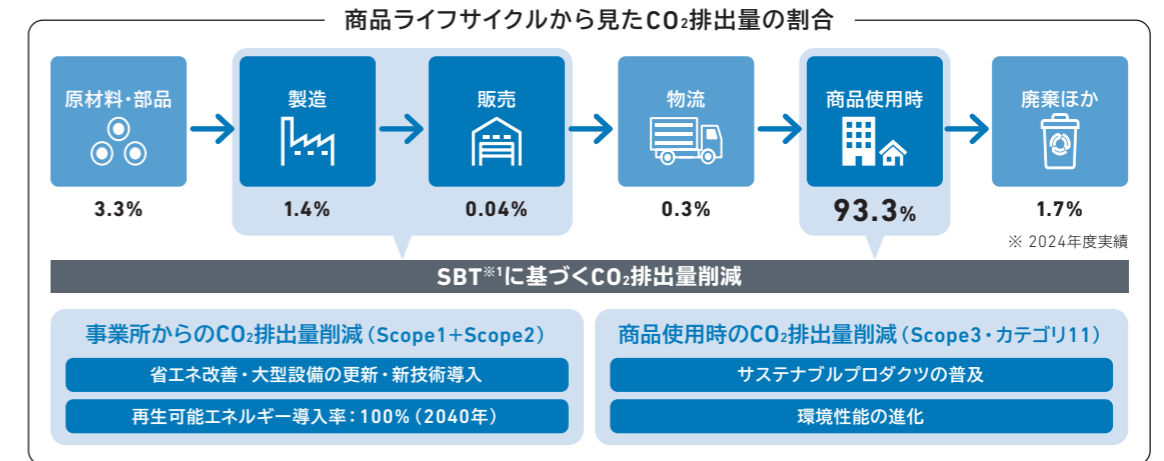 商品ライフサイクルから見たCO₂排出量の割合
原材料・部品
製造
販売
物流
商品使用時
廃棄ほか
3.3%
1.4%
0.04%
0.3%
93.3%
1.7%
※ 2024年度実績
SBT※1に基づくCO₂排出量削減
事業所からのCO₂排出量削減(Scope1+Scope2)
省エネ改善・大型設備の更新・新技術導入
再生可能エネルギー導入率：100%(2040年)
商品使用時のCO₂排出量削減(Scope3・カテゴリ11)
サステナブルプロダクツの普及
環境性能の進化